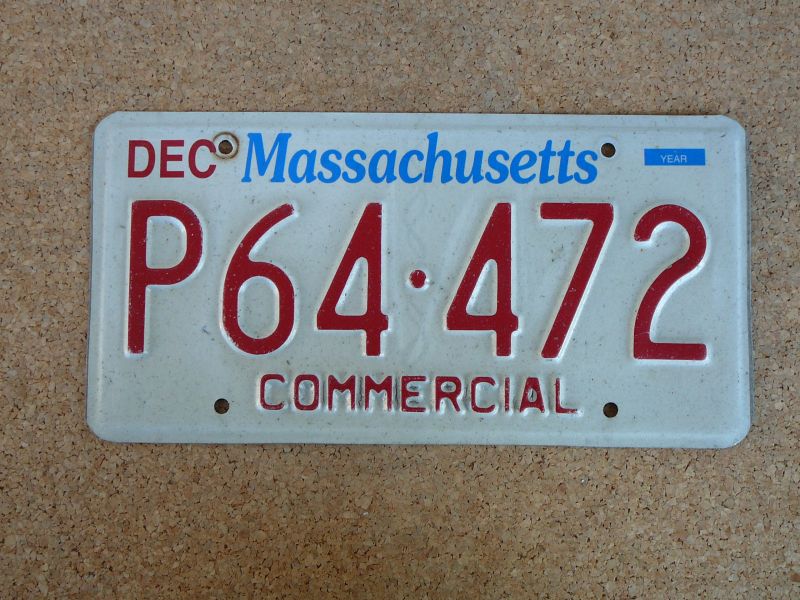 DEC Massachusetts YEAR
P64·472
COMMERCIAL